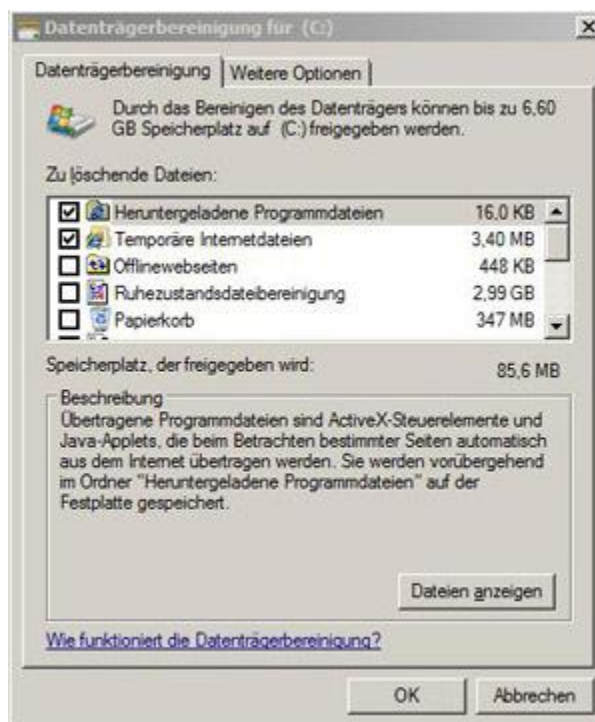 Datenträgerbereinigung für (C:)
Datenträgerbereinigung
Weitere Optionen
Durch das Bereinigen des Datenträgers können bis zu 6,60
GB Speicherplatz auf (C:) freigegeben werden.
Zu löschende Dateien:
Heruntergeladene Programmdateien 16,0 KB
Temporäre Internetdateien 3,40 MB
Offlinewebseiten 448 KB
Ruhezustandsdateibereinigung 2,99 GB
Papierkorb 347 MB
Speicherplatz, der freigegeben wird: 85,6 MB
Beschreibung
Übertragene Programmdateien sind ActiveX-Steuerelemente und
Java-Applets, die beim Betrachten bestimmter Seiten automatisch
aus dem Internet übertragen werden. Sie werden vorübergehend
im Ordner "Heruntergeladene Programmdateien" auf der
Festplatte gespeichert.
Dateien anzeigen
Wie funktioniert die Datenträgerbereinigung?
OK
Abbrechen